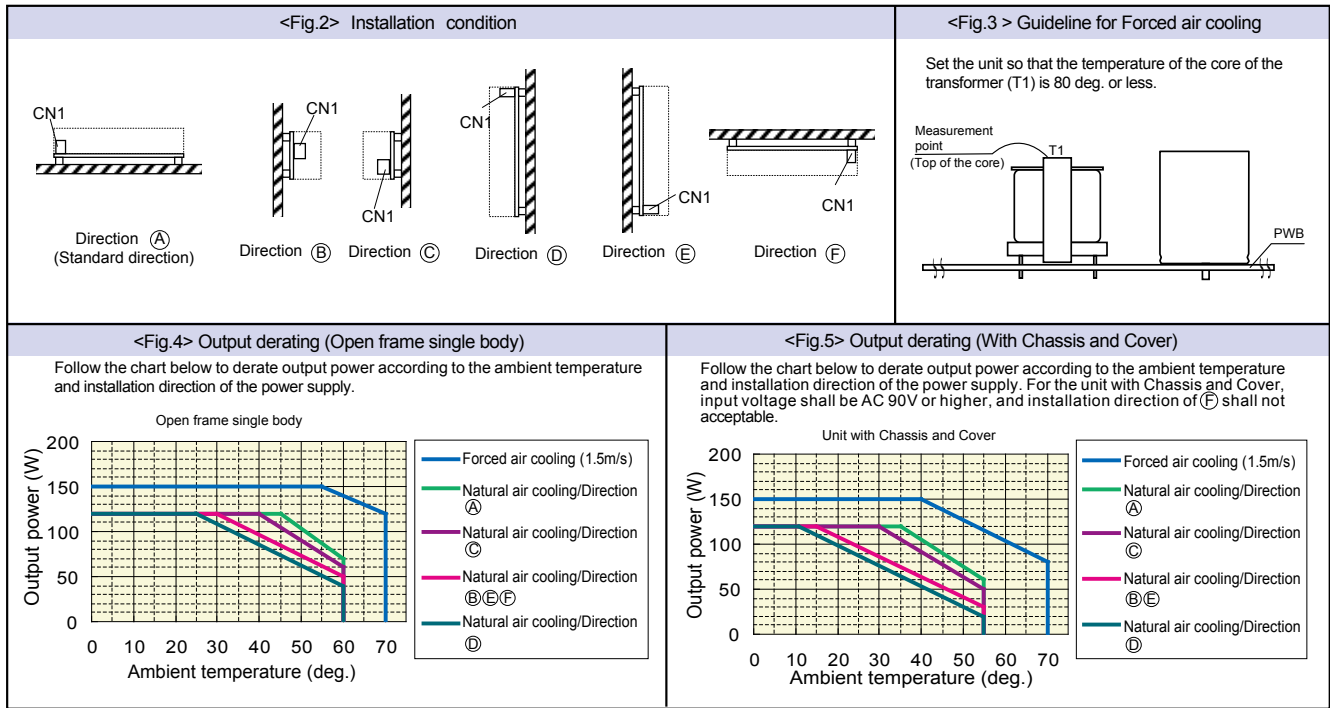 <Fig.2> Installation condition
CN1
Direction Ⓐ
(Standard direction)
CN1
Direction Ⓑ
CN1
Direction Ⓒ
CN1
Direction Ⓓ
CN1
Direction Ⓔ
CN1
Direction Ⓕ
<Fig.3 > Guideline for Forced air cooling
Set the unit so that the temperature of the core of the
transformer (T1) is 80 deg. or less.
Measurement
point
(Top of the core)
T1
PWB
<Fig.4> Output derating (Open frame single body)
Follow the chart below to derate output power according to the ambient temperature
and installation direction of the power supply.
Open frame single body
Output power (W)
200
150
100
50
0
0 10 20 30 40 50 60 70
Ambient temperature (deg.)
Forced air cooling (1.5m/s)
Natural air cooling/Direction
Ⓐ
Natural air cooling/Direction
Ⓒ
Natural air cooling/Direction
ⒷⒺⒻ
Natural air cooling/Direction
Ⓓ
<Fig.5> Output derating (With Chassis and Cover)
Follow the chart below to derate output power according to the ambient temperature
and installation direction of the power supply. For the unit with Chassis and Cover,
input voltage shall be AC 90V or higher, and installation direction of Ⓕ shall not
acceptable.
Unit with Chassis and Cover
Output power (W)
200
150
100
50
0
0 10 20 30 40 50 60 70
Ambient temperature (deg.)
Forced air cooling (1.5m/s)
Natural air cooling/Direction
Ⓐ
Natural air cooling/Direction
Ⓒ
Natural air cooling/Direction
ⒷⒺ
Natural air cooling/Direction
Ⓓ